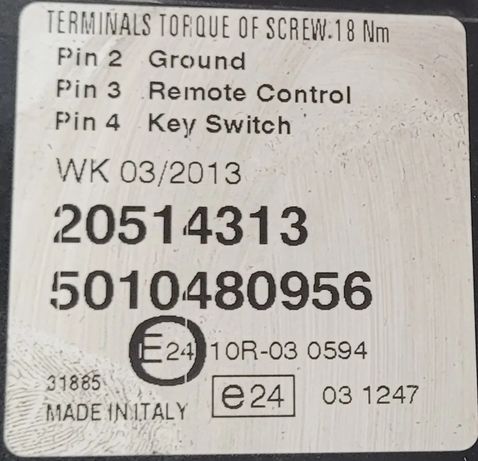 TERMINALS TORQUE OF SCREW.18 Nm
Pin 2 Ground
Pin 3 Remote Control
Pin 4 Key Switch
WK 03/2013
20514313
5010480956
E24 10R-03 0594
31885
MADE IN ITALY e24 03 1247